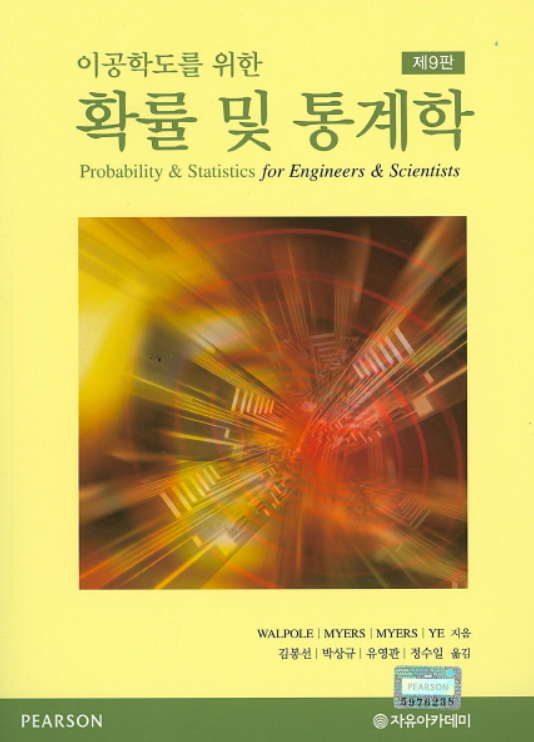 이공학도를 위한
제9판
확률 및 통계학
Probability & Statistics for Engineers & Scientists
WALPOLE | MYERS | MYERS | YE 지음
김봉선 | 박상규 | 유영관 | 정수일 옮김
PEARSON
5976238
PEARSON
자유아카데미